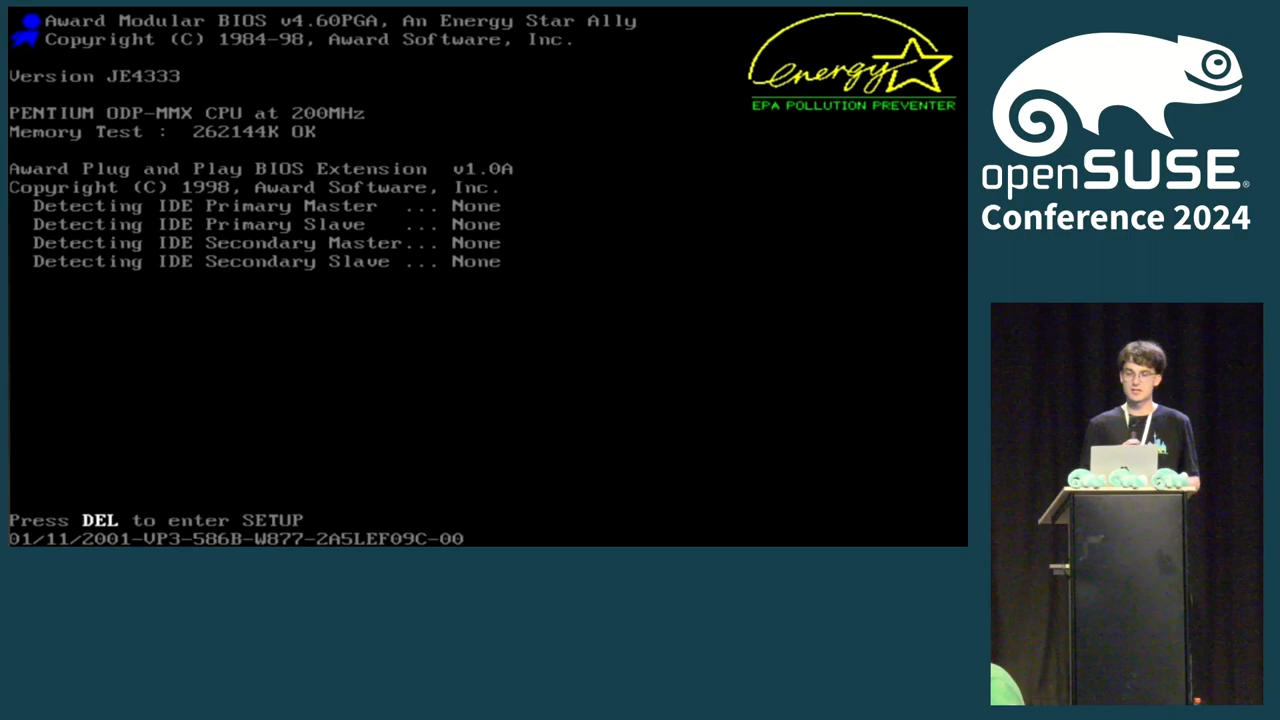 Award Modular BIOS v4.60PGA, An Energy Star Ally
Copyright (C) 1984-98, Award Software, Inc.
Version JE4333
PENTIUM ODP-MMX CPU at 200MHz
Memory Test :  262144K OK
Award Plug and Play BIOS Extension  v1.0A
Copyright (C) 1998, Award Software, Inc.
Detecting IDE Primary Master  ... None
Detecting IDE Primary Slave   ... None
Detecting IDE Secondary Master... None
Detecting IDE Secondary Slave ... None
Press DEL to enter SETUP
01/11/2001-VP3-586B-W877-2A5LEF09C-00
energy
EPA POLLUTION PREVENTER
openSUSE®
Conference 2024